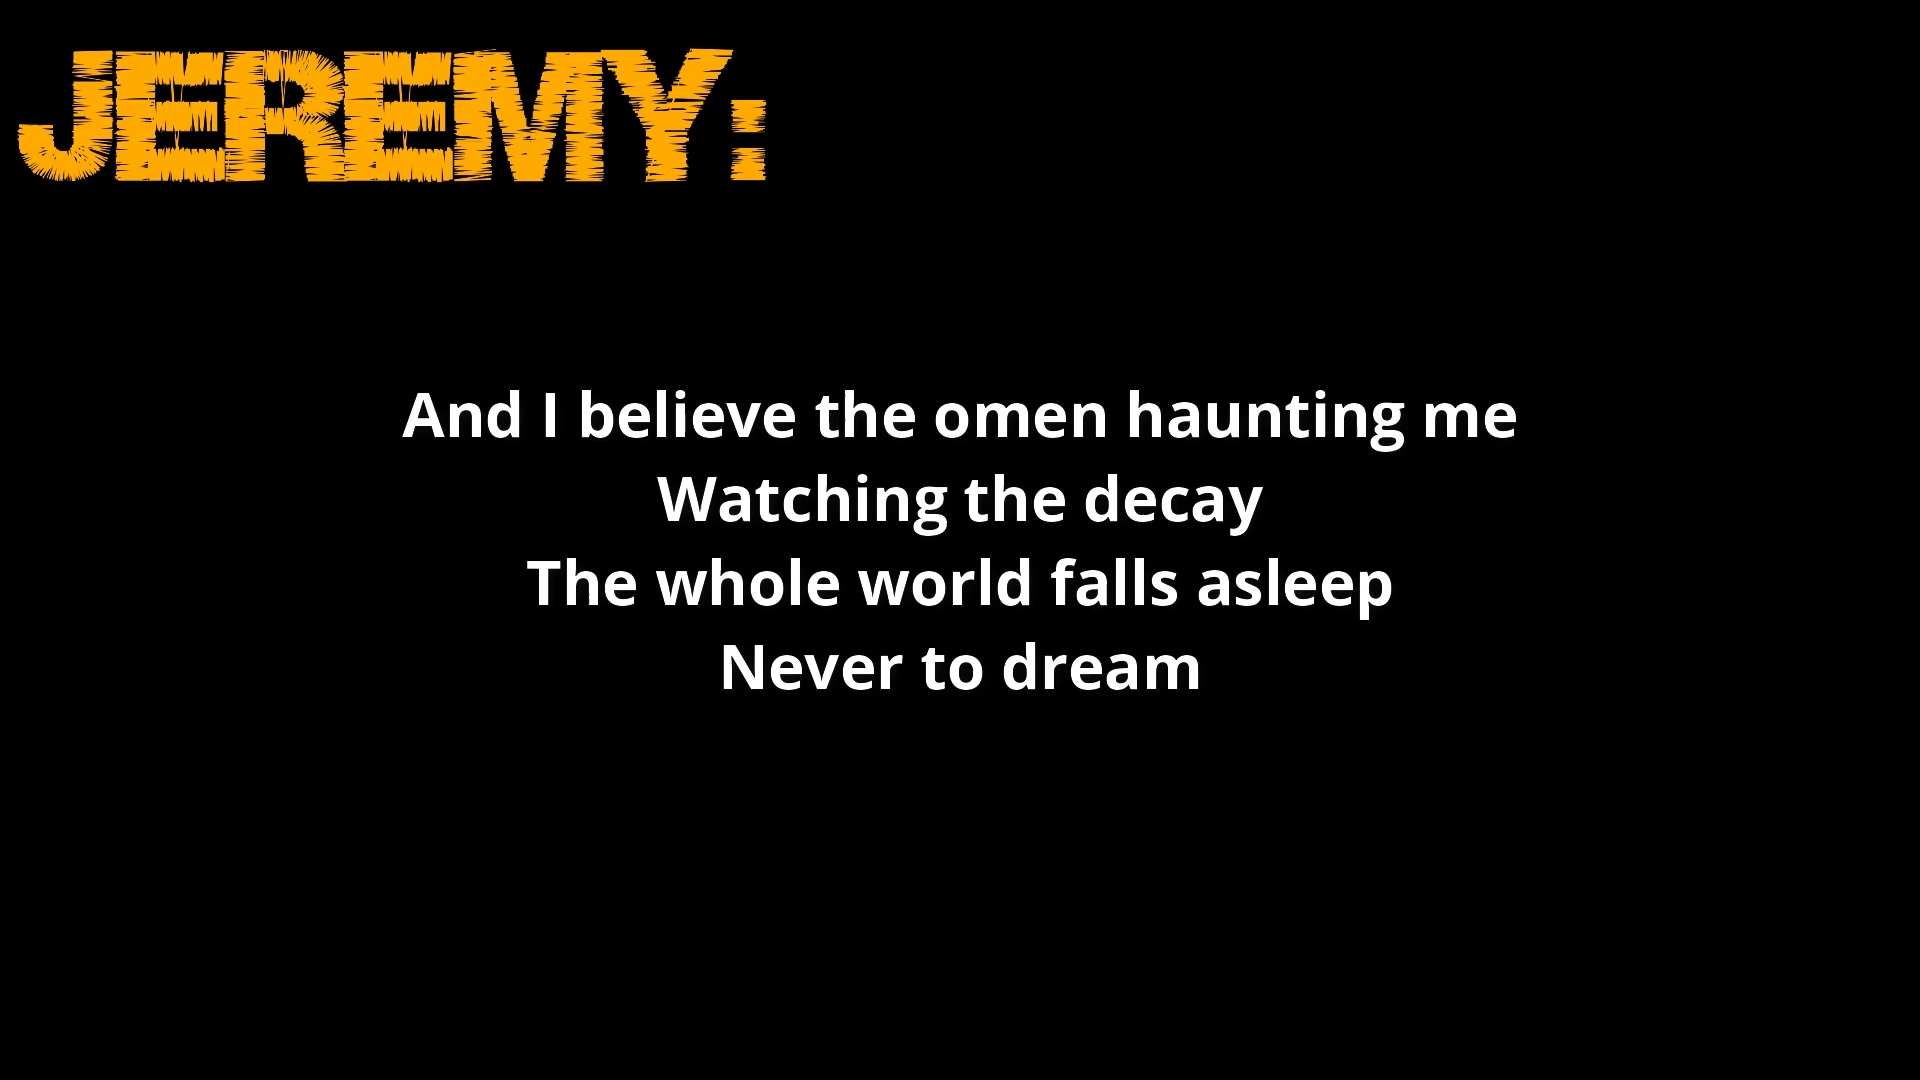 JEREMY:
And I believe the omen haunting me
Watching the decay
The whole world falls asleep
Never to dream